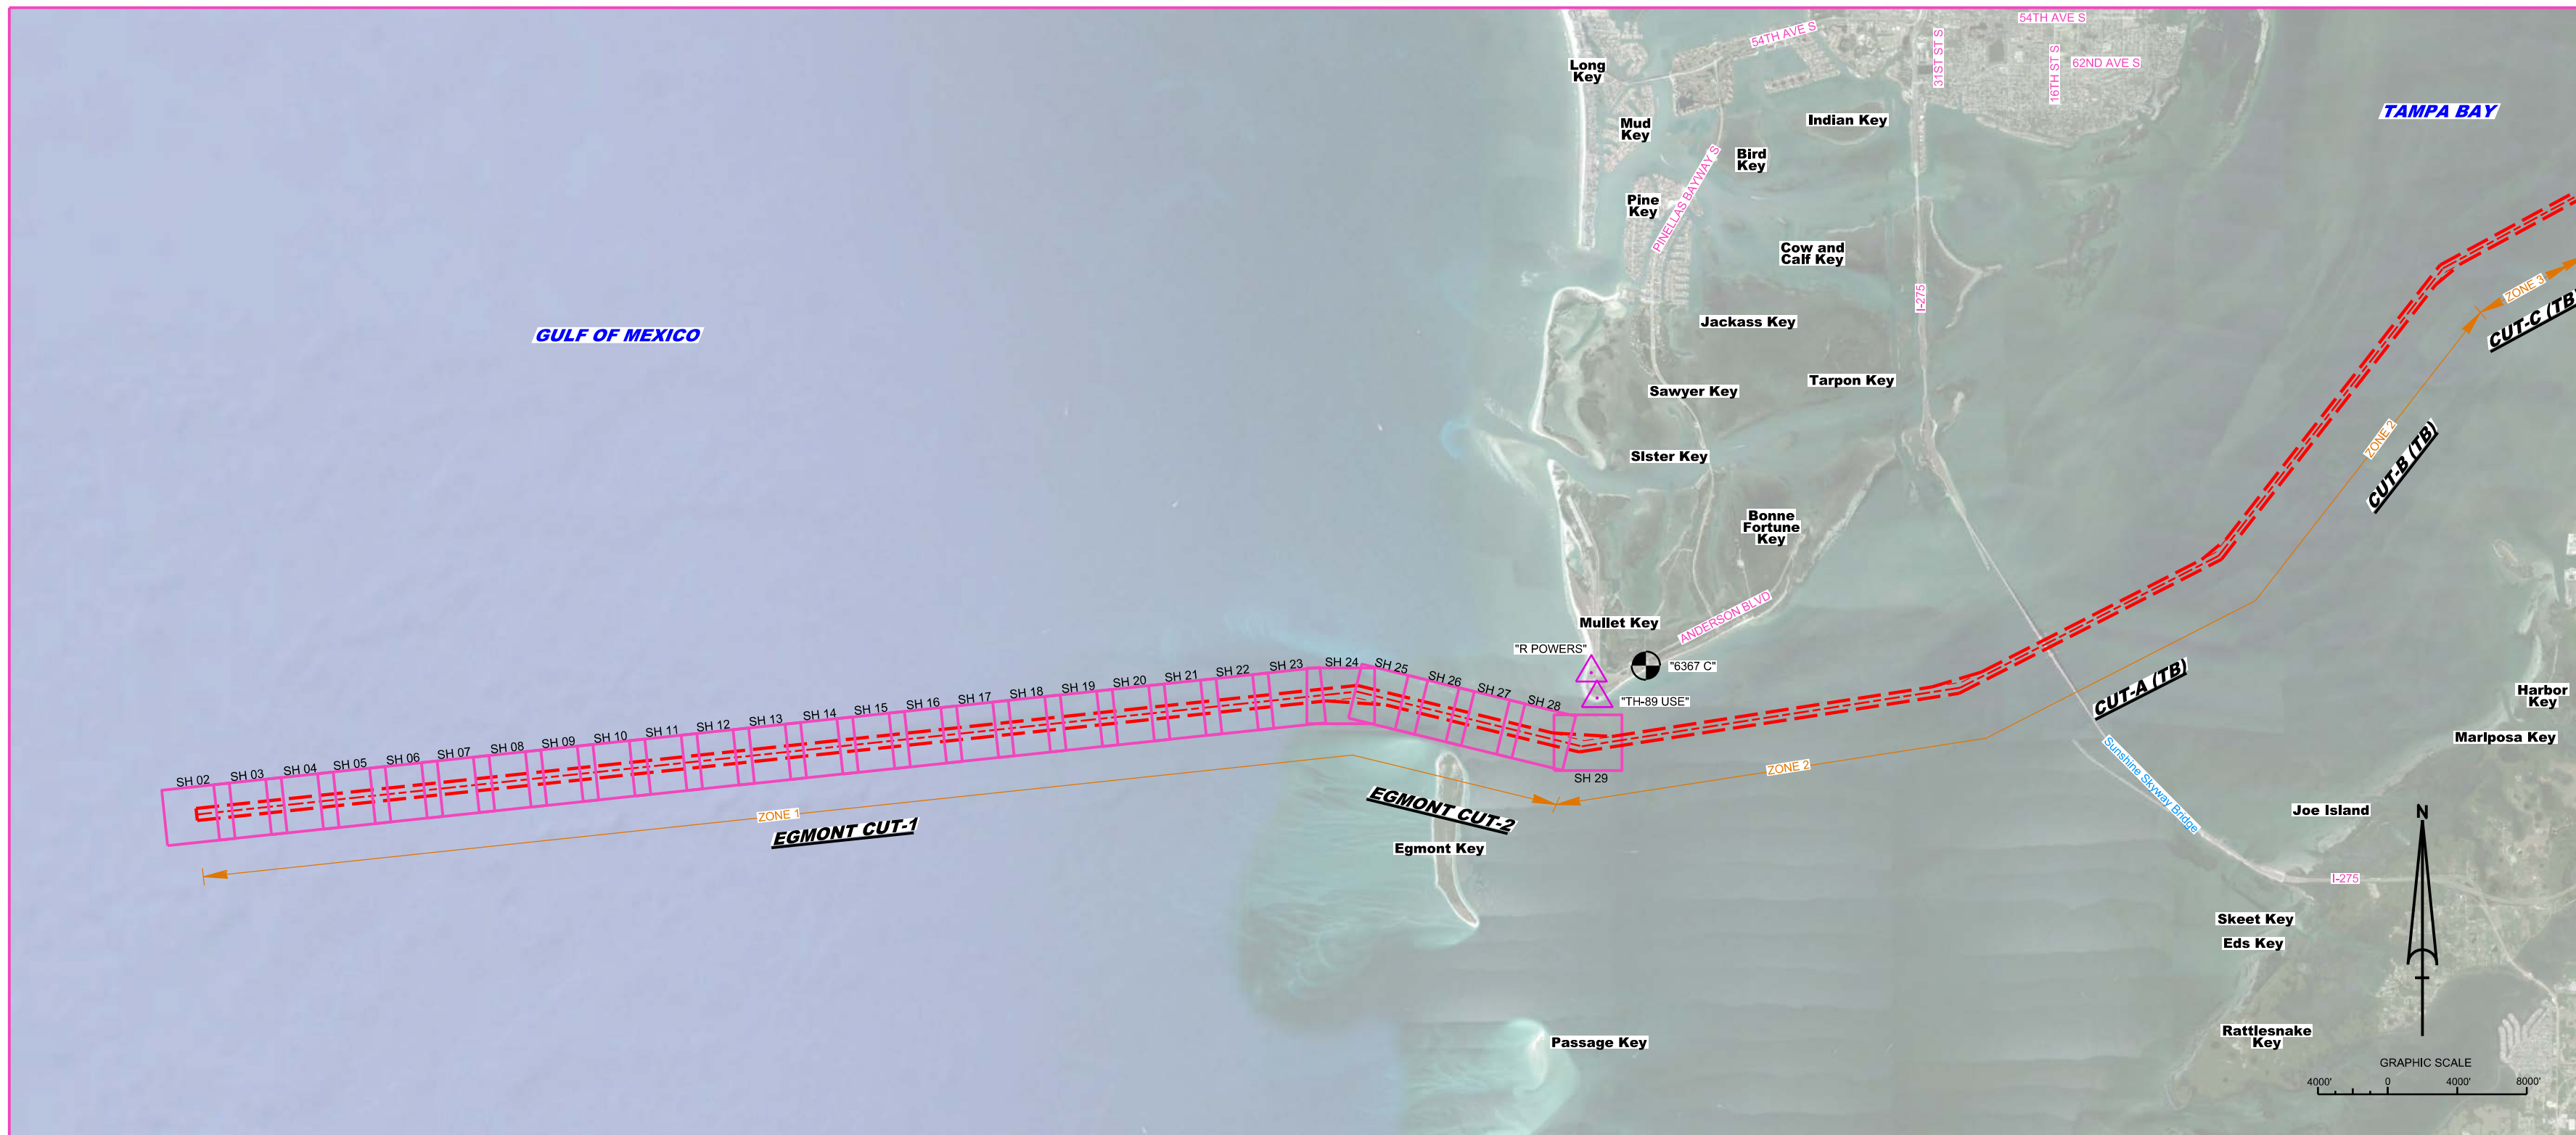 54TH AVE S
54TH AVE S
31ST ST S
16TH ST S
62ND AVE S
Long
Key
TAMPA BAY
Mud
Key
Indian Key
Bird
Key
PINELLAS BAYWAY S
Pine
Key
Cow and
Calf Key
I-275
ZONE 3
CUT-C (TB)
GULF OF MEXICO
Jackass Key
Tarpon Key
Sawyer Key
ZONE 2
CUT-B (TB)
SIster Key
Bonne
Fortune
Key
ANDERSON BLVD
Mullet Key
"R POWERS"
"6367 C"
"TH-89 USE"
SH 02
SH 03
SH 04
SH 05
SH 06
SH 07
SH 08
SH 09
SH 10
SH 11
SH 12
SH 13
SH 14
SH 15
SH 16
SH 17
SH 18
SH 19
SH 20
SH 21
SH 22
SH 23
SH 24
SH 25
SH 26
SH 27
SH 28
SH 29
CUT-A (TB)
Harbor
Key
MarIposa Key
Sunshine Skyway Bridge
ZONE 2
ZONE 1
EGMONT CUT-1
EGMONT CUT-2
Egmont Key
Joe Island
N
I-275
Skeet Key
Eds Key
Rattlesnake
Key
Passage Key
GRAPHIC SCALE
4000' 0 4000' 8000'